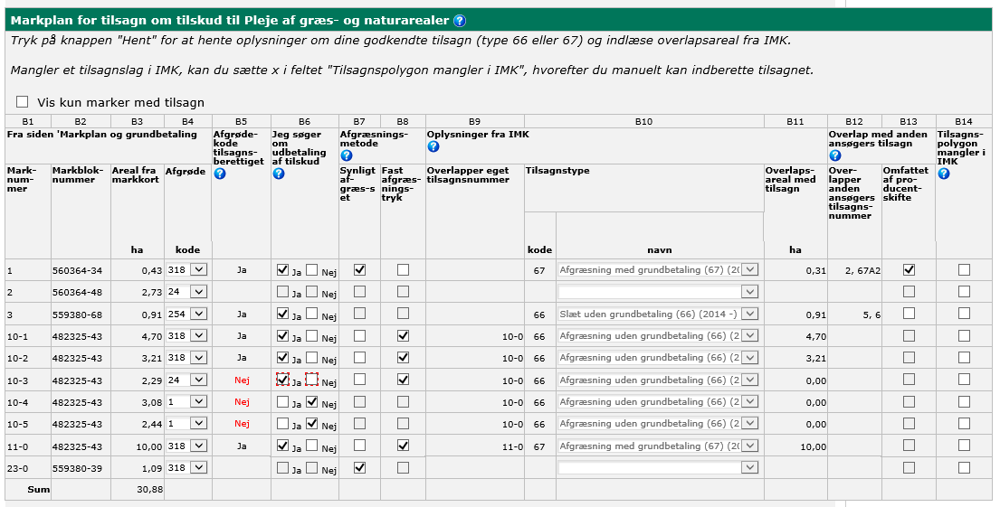 Markplan for tilsagn om tilskud til Pleje af græs- og naturarealer ?
Tryk på knappen "Hent" for at hente oplysninger om dine godkendte tilsagn (type 66 eller 67) og indlæse overlapsareal fra IMK.
Mangler et tilsagnslag i IMK, kan du sætte x i feltet "Tilsagnspolygon mangler i IMK", hvorefter du manuelt kan indberette tilsagnet.
Vis kun marker med tilsagn
B1 B2 B3 B4 B5 B6 B7 B8 B9 B10 B11 B12 B13 B14
Fra siden 'Markplan og grundbetaling
Afgrøde-
kode
tilsagns-
berettiget
?
Jeg søger
om
udbetaling
af tilskud
?
Afgræsnings-
metode
?
Oplysninger fra IMK
?
Overlap med anden
ansøgers tilsagn
?
Tilsagns-
polygon
mangler i
IMK
?
Mark-
num-
mer
Markblok-
nummer
Areal fra
markkort
Afgrøde
Synligt
af-
græs-s
et
Fast
afgræs-
nings-
tryk
Overlapper eget
tilsagnsnummer
Tilsagnstype
Overlaps-
areal med
tilsagn
Over-
lapper
anden
ansøgers
tilsagns-
nummer
Omfattet
af pro-
ducent-
skifte
ha kode kode navn ha
1 560364-34 0,43 318 Ja Ja Nej 67 Afgræsning med grundbetaling (67) (20 0,31 2, 67A2
2 560364-48 2,73 24 Ja Nej
3 559380-68 0,91 254 Ja Ja Nej 66 Slæt uden grundbetaling (66) (2014 -) 0,91 5, 6
10-1 482325-43 4,70 318 Ja Ja Nej 10-0 66 Afgræsning uden grundbetaling (66) (2 4,70
10-2 482325-43 3,21 318 Ja Ja Nej 10-0 66 Afgræsning uden grundbetaling (66) (2 3,21
10-3 482325-43 2,29 24 Nej Ja Nej 10-0 66 Afgræsning uden grundbetaling (66) (2 0,00
10-4 482325-43 3,08 1 Nej Ja Nej 10-0 66 Afgræsning uden grundbetaling (66) (2 0,00
10-5 482325-43 2,44 1 Nej Ja Nej 10-0 66 Afgræsning uden grundbetaling (66) (2 0,00
11-0 482325-43 10,00 318 Ja Ja Nej 11-0 67 Afgræsning med grundbetaling (67) (20 10,00
23-0 559380-39 1,09 318 Ja Nej
Sum 30,88